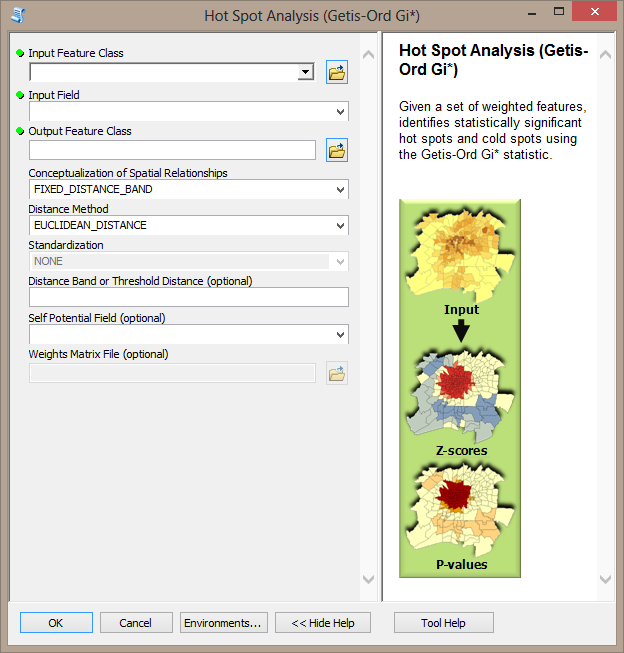 Hot Spot Analysis (Getis-Ord Gi*)
Input Feature Class
Input Field
Output Feature Class
Conceptualization of Spatial Relationships
FIXED_DISTANCE_BAND
Distance Method
EUCLIDEAN_DISTANCE
Standardization
NONE
Distance Band or Threshold Distance (optional)
Self Potential Field (optional)
Weights Matrix File (optional)
Hot Spot Analysis (Getis-
Ord Gi*)
Given a set of weighted features,
identifies statistically significant
hot spots and cold spots using
the Getis-Ord Gi* statistic.
Input
Z-scores
P-values
OK
Cancel
Environments...
<< Hide Help
Tool Help